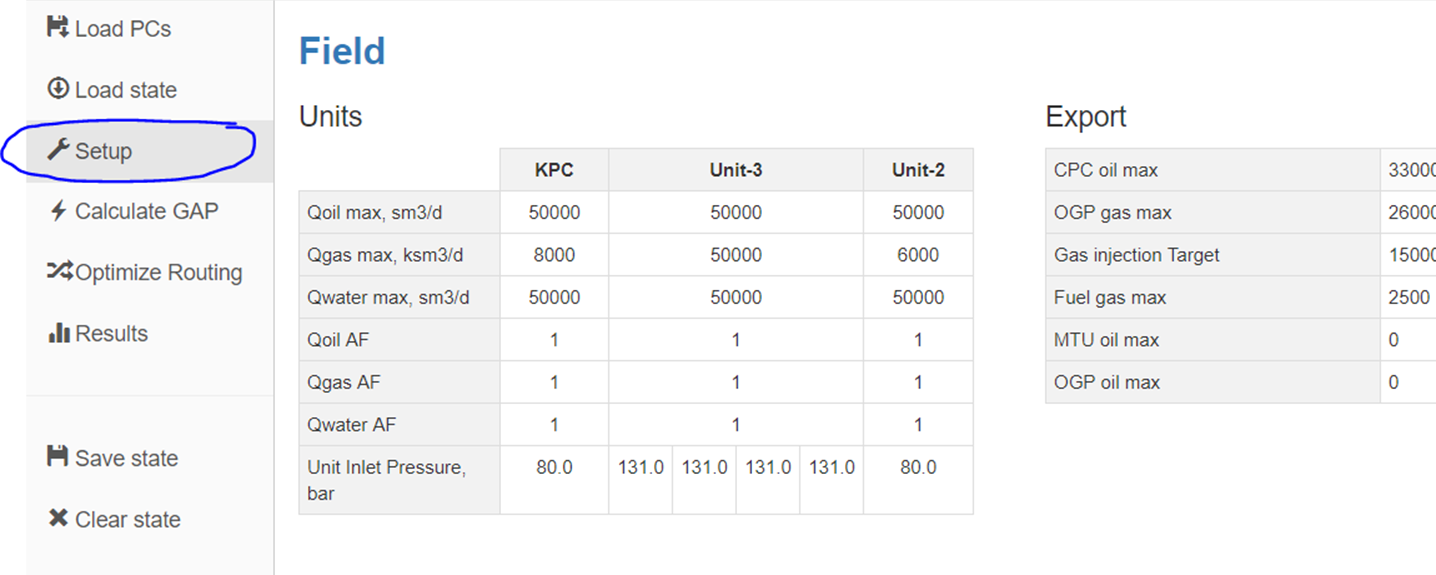 Load PCs
Load state
Setup
Calculate GAP
Optimize Routing
Results
Save state
Clear state
Field
Units
KPC Unit-3 Unit-2
Qoil max, sm3/d 50000 50000 50000
Qgas max, ksm3/d 8000 50000 6000
Qwater max, sm3/d 50000 50000 50000
Qoil AF 1 1 1
Qgas AF 1 1 1
Qwater AF 1 1 1
Unit Inlet Pressure, 80.0 131.0 131.0 131.0 131.0 80.0
bar
Export
CPC oil max 33000
OGP gas max 26000
Gas injection Target 15000
Fuel gas max 2500
MTU oil max 0
OGP oil max 0